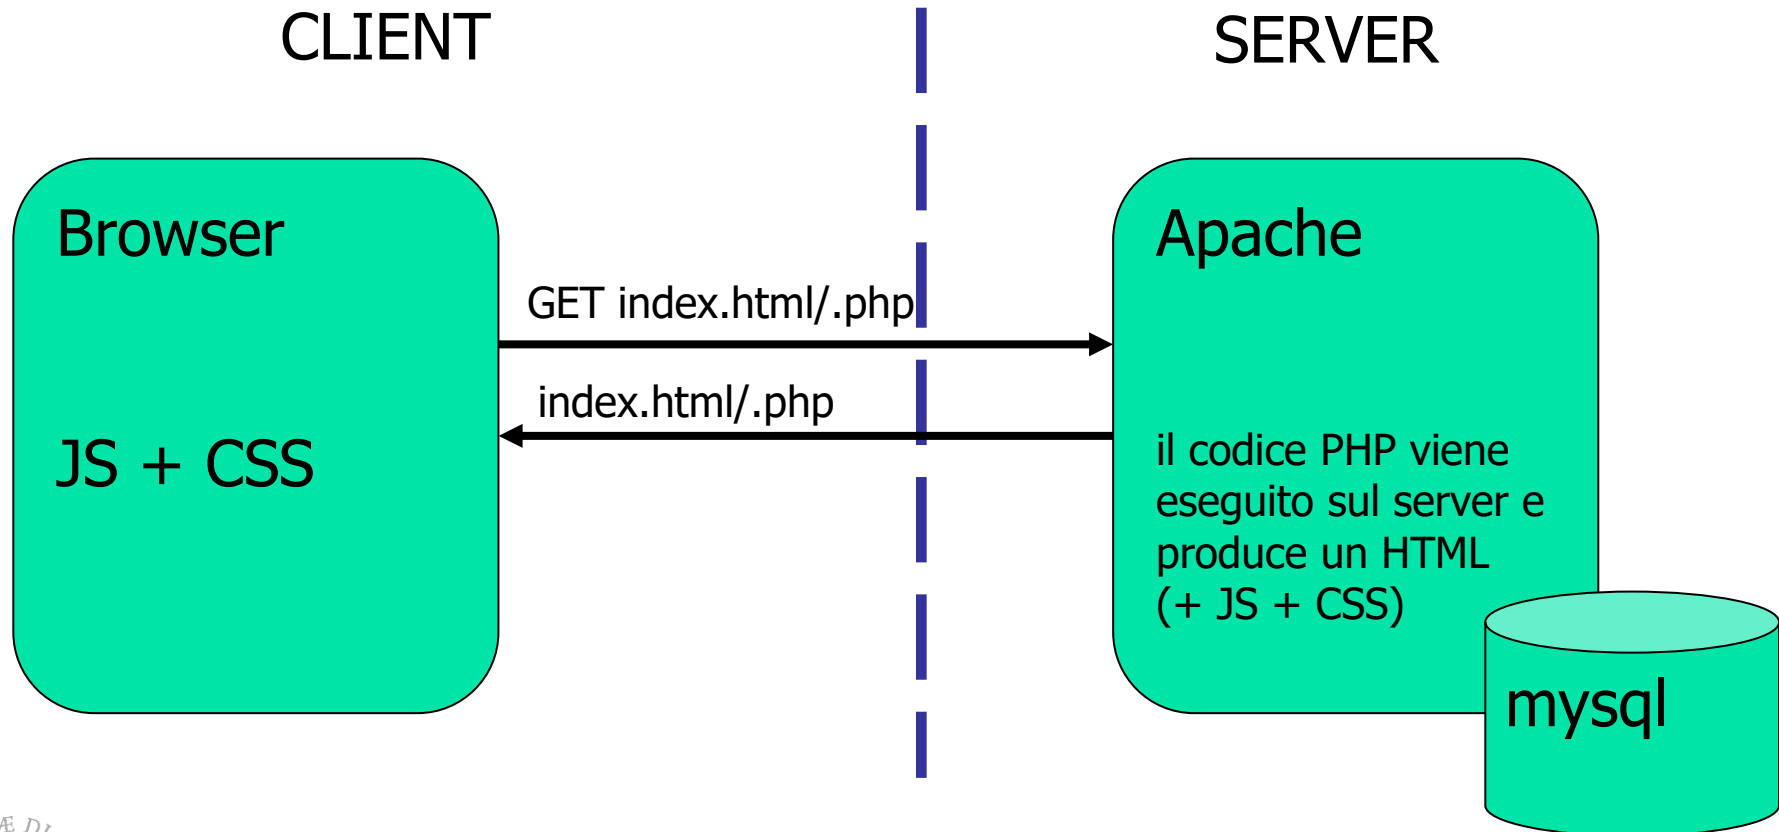 CLIENT
SERVER
Browser
JS + CSS
GET index.html/.php
index.html/.php
Apache
il codice PHP viene
eseguito sul server e
produce un HTML
(+ JS + CSS)
mysql